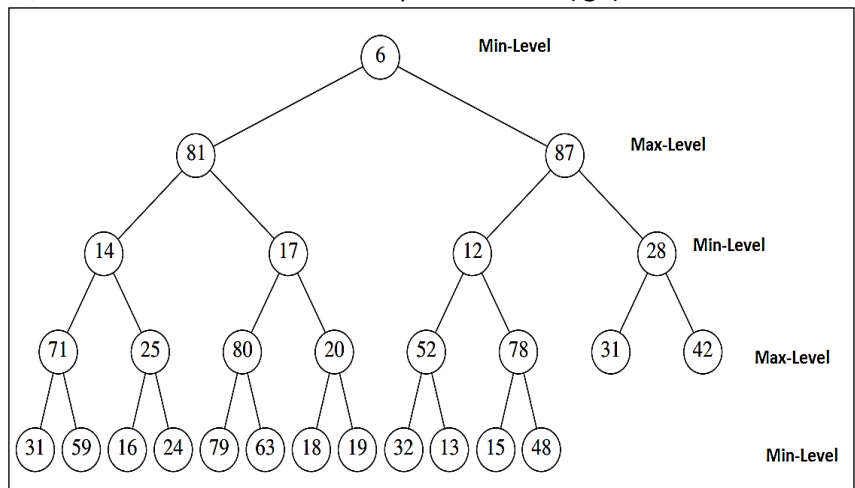 6 Min-Level
81 87 Max-Level
14 17 12 28 Min-Level
71 25 80 20 52 78 31 42 Max-Level
31 59 16 24 79 63 18 19 32 13 15 48 Min-Level